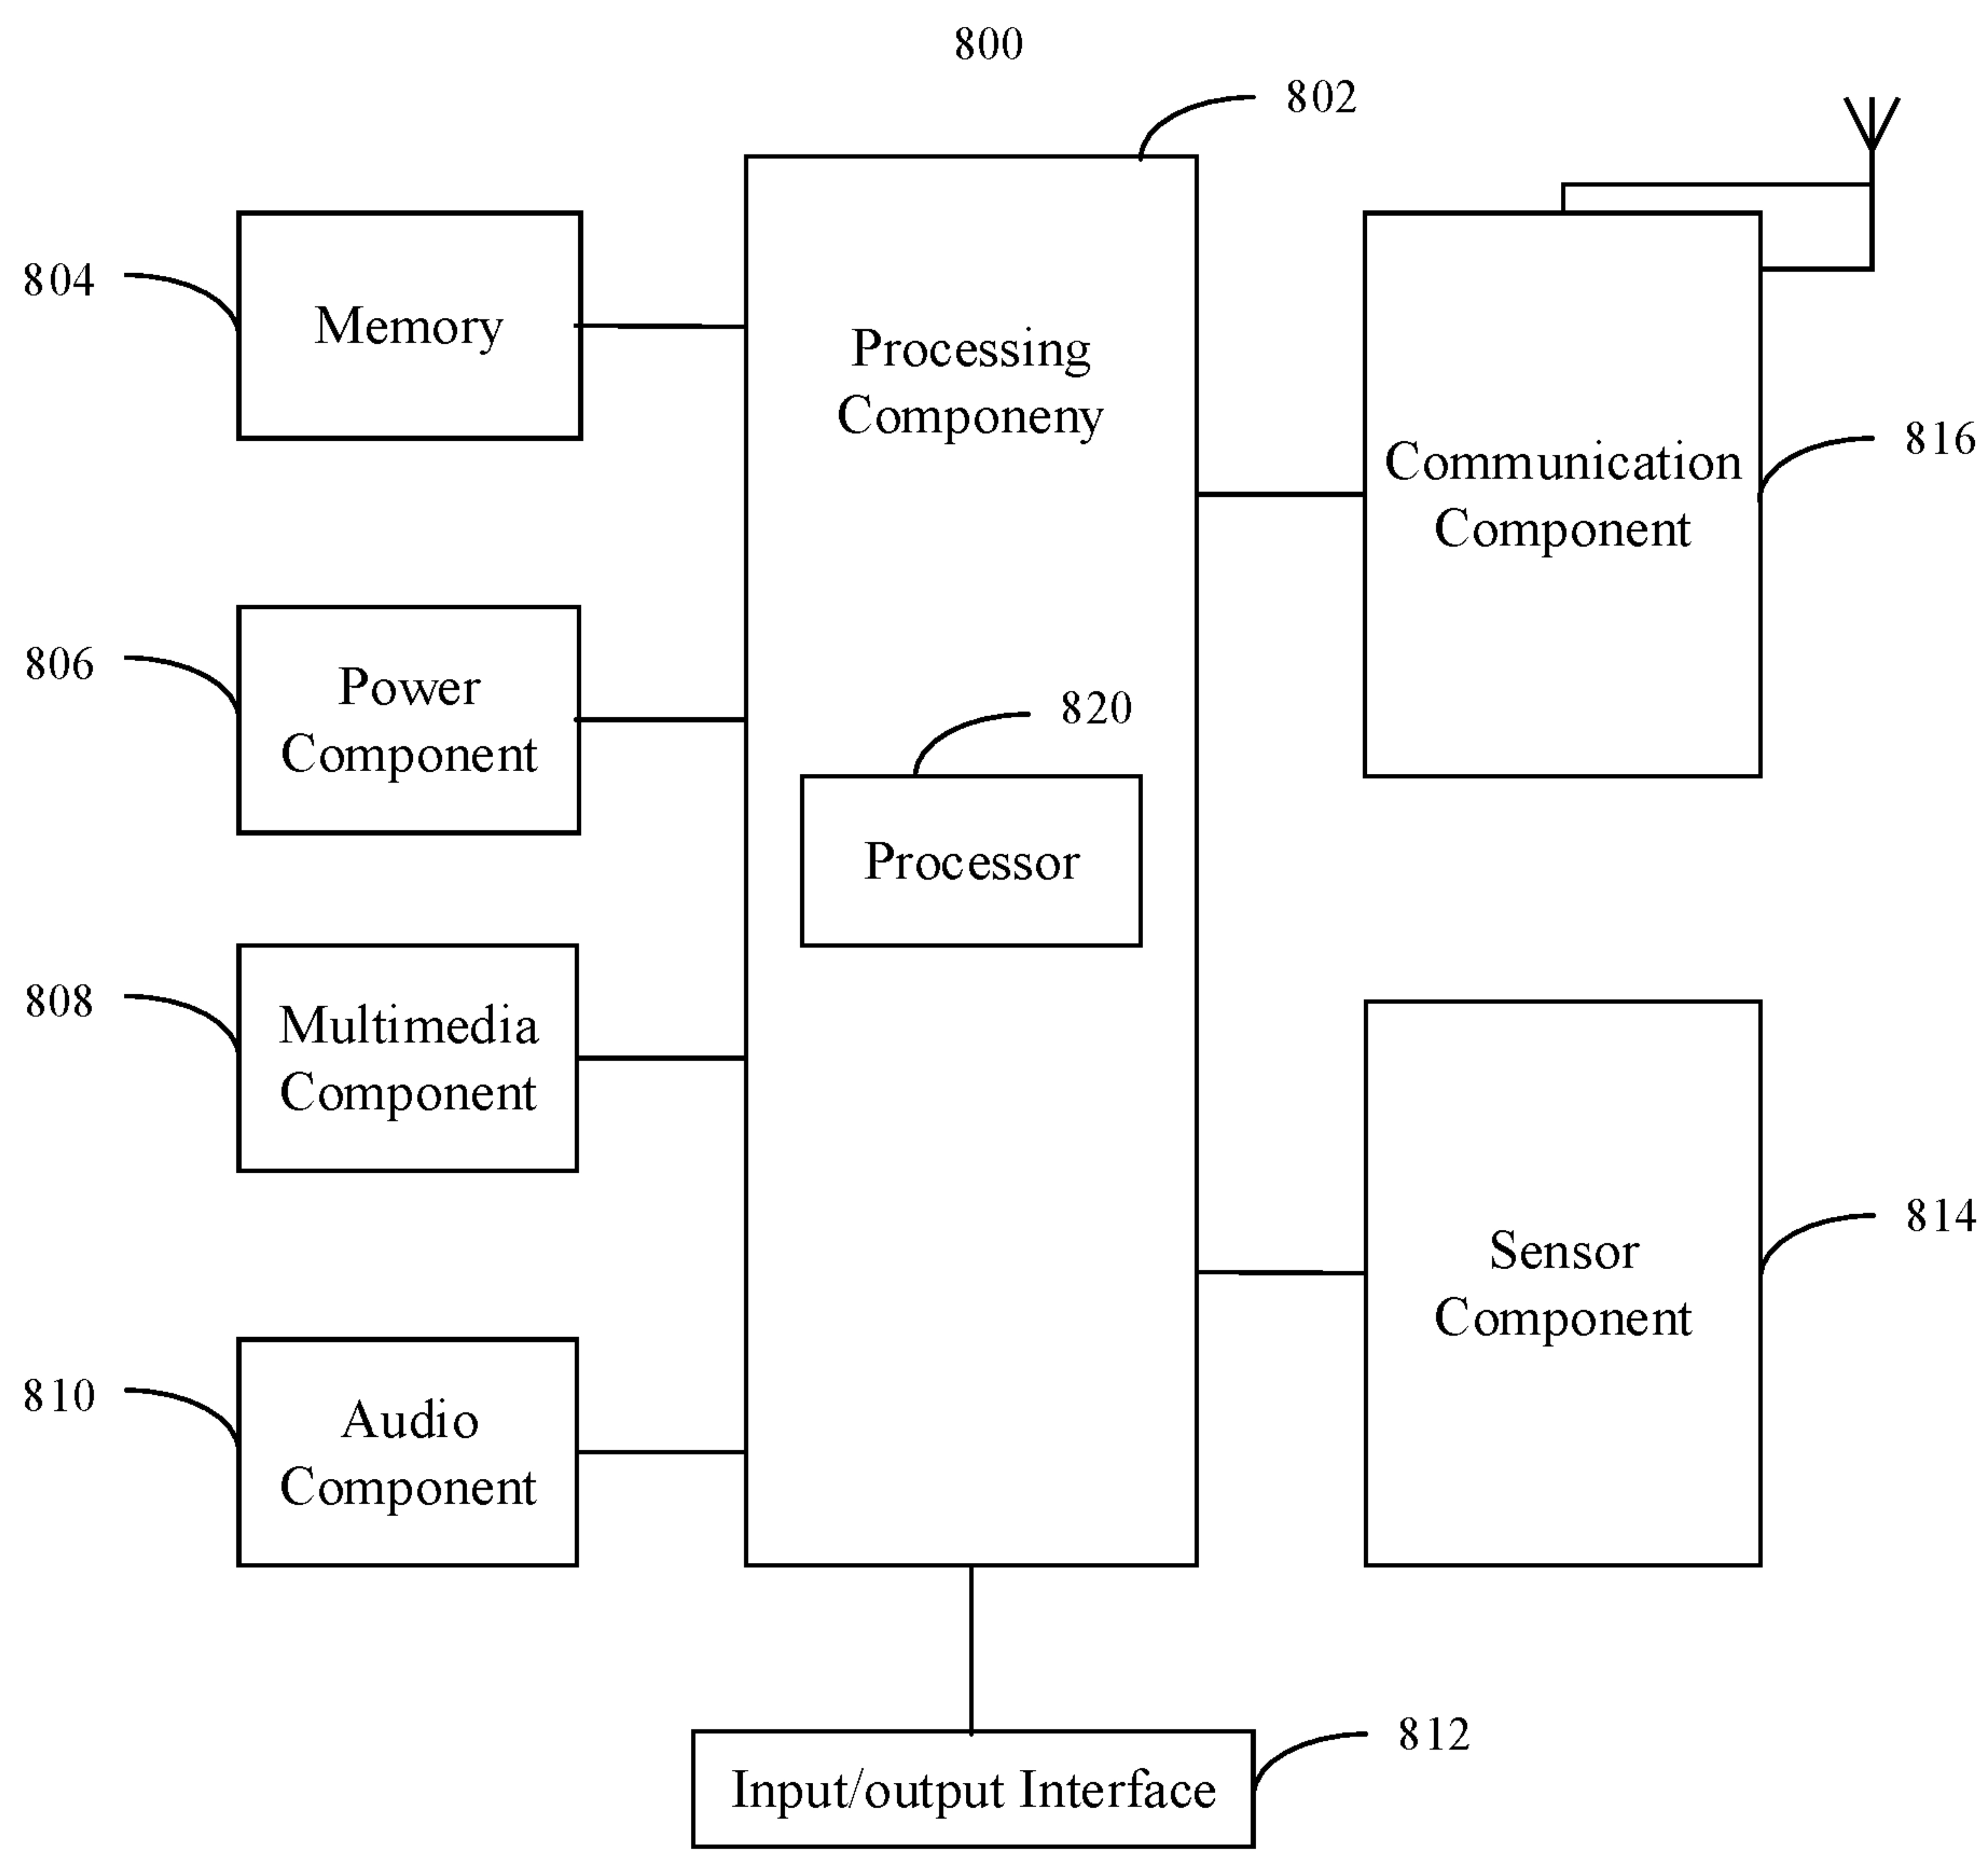 800
802
804
Memory
Processing
Componeny
Communication
Component
816
806
Power
Component
820
Processor
808
Multimedia
Component
Sensor
Component
814
810
Audio
Component
812
Input/output Interface